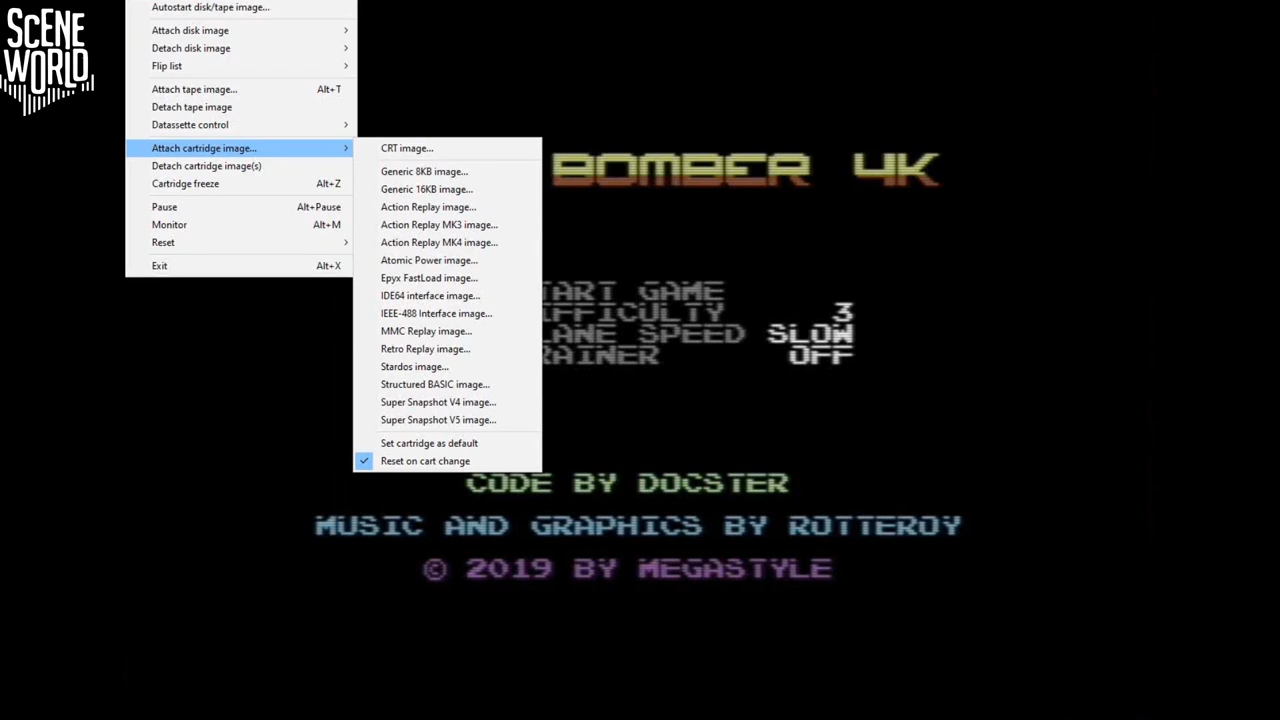 SCENE
WORLD
Autostart disk/tape image...
Attach disk image
Detach disk image
Flip list
Attach tape image... Alt+T
Detach tape image
Datassette control
Attach cartridge image...
Detach cartridge image(s)
Cartridge freeze Alt+Z
Pause Alt+Pause
Monitor Alt+M
Reset
Exit Alt+X
CRT image...
Generic 8KB image...
Generic 16KB image...
Action Replay image...
Action Replay MK3 image...
Action Replay MK4 image...
Atomic Power image...
Epyx FastLoad image...
IDE64 interface image...
IEEE-488 Interface image...
MMC Replay image...
Retro Replay image...
Stardos image...
Structured BASIC image...
Super Snapshot V4 image...
Super Snapshot V5 image...
Set cartridge as default
Reset on cart change
BOMBER 4K
TART GAME
IFFICULTY 3
LANE SPEED SLOW
RAINER OFF
CODE BY DOCSTER
MUSIC AND GRAPHICS BY ROTTEROY
© 2019 BY MEGASTYLE